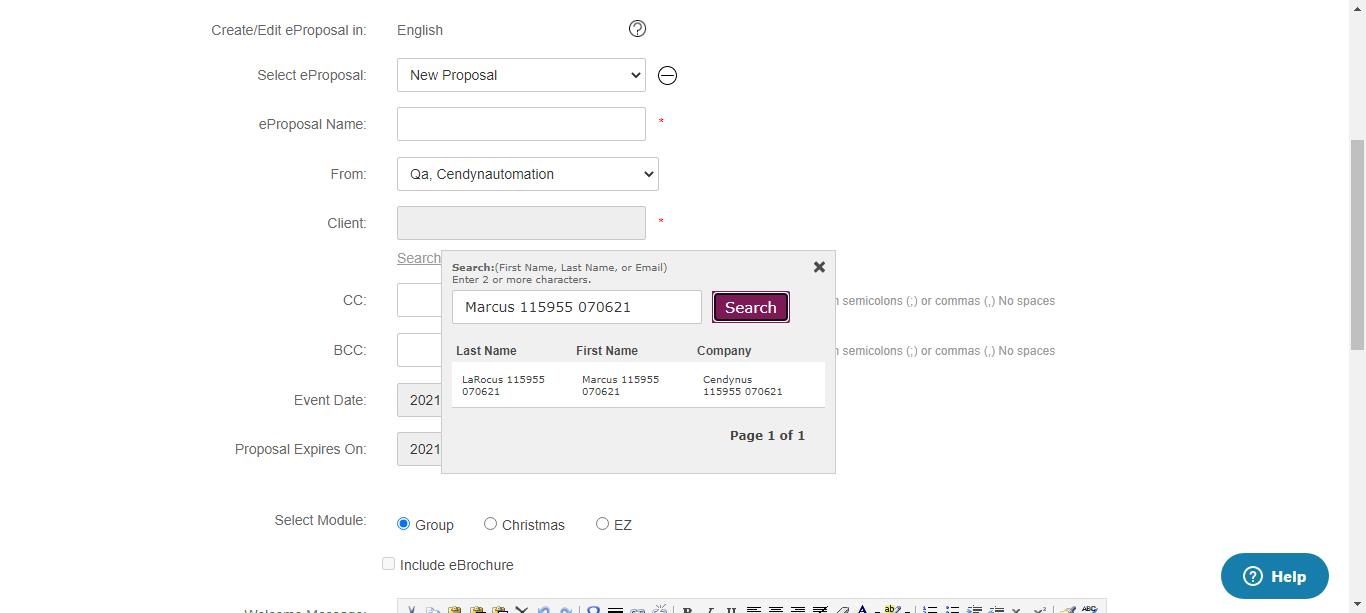 Create/Edit eProposal in: English
Select eProposal: New Proposal
eProposal Name: *
From: Qa, Cendynautomation
Client: *
Search
Search:(First Name, Last Name, or Email)
Enter 2 or more characters.
Marcus 115955 070621 Search
CC: semicolons (;) or commas (,) No spaces
Last Name First Name Company
BCC: semicolons (;) or commas (,) No spaces
LaRocus 115955 070621 Marcus 115955 070621 Cendynus 115955 070621
Event Date: 2021
Page 1 of 1
Proposal Expires On: 2021
Select Module: Group Christmas EZ
Include eBrochure
Help
Welcome Message: